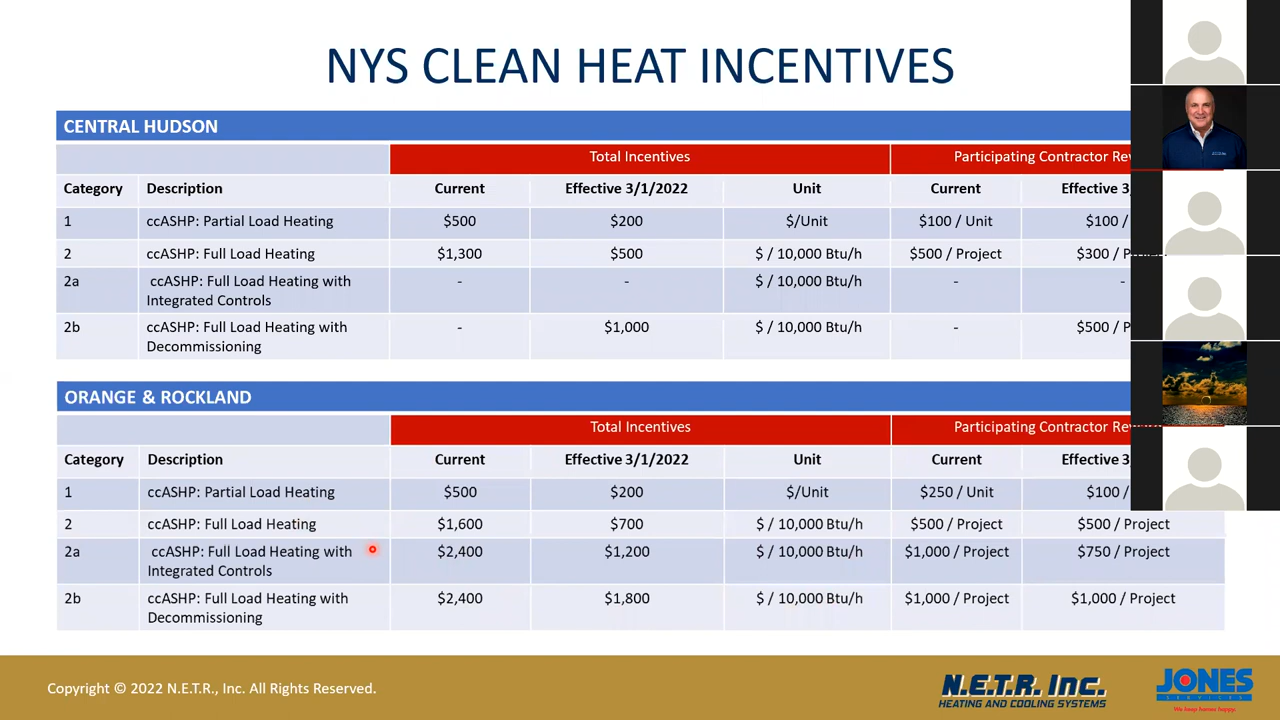 NYS CLEAN HEAT INCENTIVES
CENTRAL HUDSON
Total Incentives Participating Contractor
Category Description Current Effective 3/1/2022 Unit Current Effective
1 ccASHP: Partial Load Heating $500 $200 $/Unit $100 / Unit $100 /
2 ccASHP: Full Load Heating $1,300 $500 $ / 10,000 Btu/h $500 / Project $300 /
2a ccASHP: Full Load Heating with Integrated Controls - - $ / 10,000 Btu/h - -
2b ccASHP: Full Load Heating with Decommissioning - $1,000 $ / 10,000 Btu/h - $500 /
ORANGE & ROCKLAND
Total Incentives Participating Contractor
Category Description Current Effective 3/1/2022 Unit Current Effective
1 ccASHP: Partial Load Heating $500 $200 $/Unit $250 / Unit $100 /
2 ccASHP: Full Load Heating $1,600 $700 $ / 10,000 Btu/h $500 / Project $500 / Project
2a ccASHP: Full Load Heating with Integrated Controls $2,400 $1,200 $ / 10,000 Btu/h $1,000 / Project $750 / Project
2b ccASHP: Full Load Heating with Decommissioning $2,400 $1,800 $ / 10,000 Btu/h $1,000 / Project $1,000 / Project
Copyright © 2022 N.E.T.R., Inc. All Rights Reserved.
N.E.T.R. Inc.
HEATING AND COOLING SYSTEMS
JONES
SERVICES
We keep homes happy.